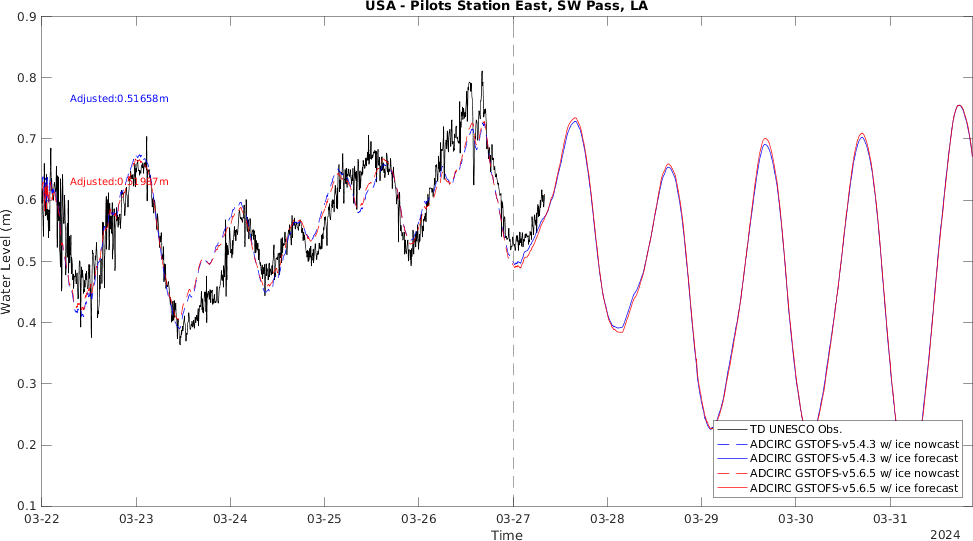 USA - Pilots Station East, SW Pass, LA
0.9
0.8
Adjusted:0.51658m
0.7
0.6
0.5
0.4
0.3
0.2
0.1
Water Level (m)
TD UNESCO Obs.
ADCIRC GSTOFS-v5.4.3 w/ ice nowcast
ADCIRC GSTOFS-v5.4.3 w/ ice forecast
ADCIRC GSTOFS-v5.6.5 w/ ice nowcast
ADCIRC GSTOFS-v5.6.5 w/ ice forecast
03-22 03-23 03-24 03-25 03-26 03-27 03-28 03-29 03-30 03-31
Time
2024